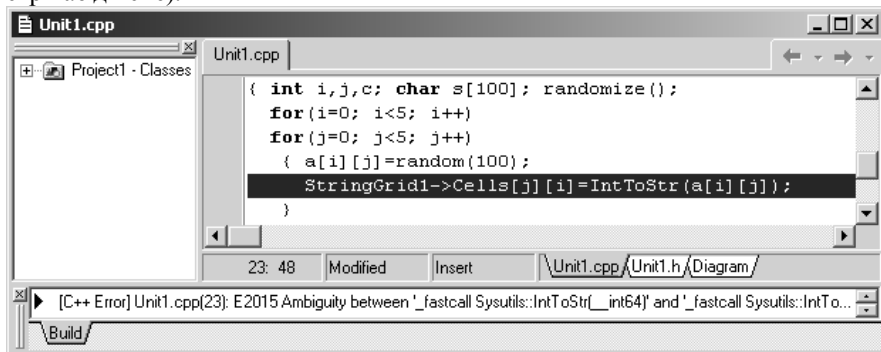 Unit1.cpp
Project1 - Classes
Unit1.cpp
{ int i,j,c; char s[100]; randomize();
for(i=0; i<5; i++)
for(j=0; j<5; j++)
{ a[i][j]=random(100);
StringGrid1->Cells[j][i]=IntToStr(a[i][j]);
}
23: 48 Modified Insert \Unit1.cpp/Unit1.h/Diagram/
[C++ Error] Unit1.cpp(23): E2015 Ambiguity between '_fastcall Sysutils::IntToStr(__int64)' and '_fastcall Sysutils::IntTo...
\Build/